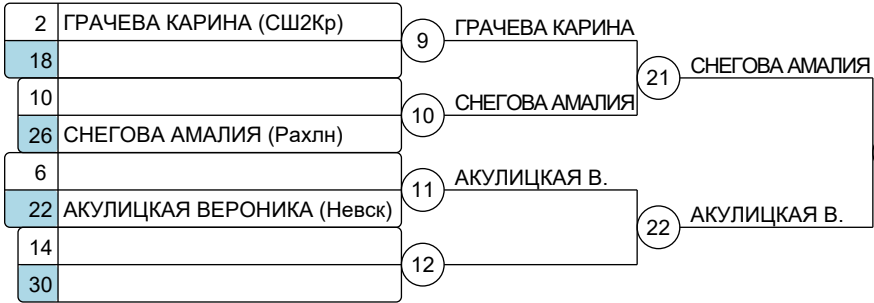 2 ГРАЧЕВА КАРИНА (СШ2Кр)
18
9 ГРАЧЕВА КАРИНА
10
26 СНЕГОВА АМАЛИЯ (Рахлн)
10 СНЕГОВА АМАЛИЯ
21 СНЕГОВА АМАЛИЯ
6
22 АКУЛИЦКАЯ ВЕРОНИКА (Невск)
11 АКУЛИЦКАЯ В.
14
30
12
22 АКУЛИЦКАЯ В.